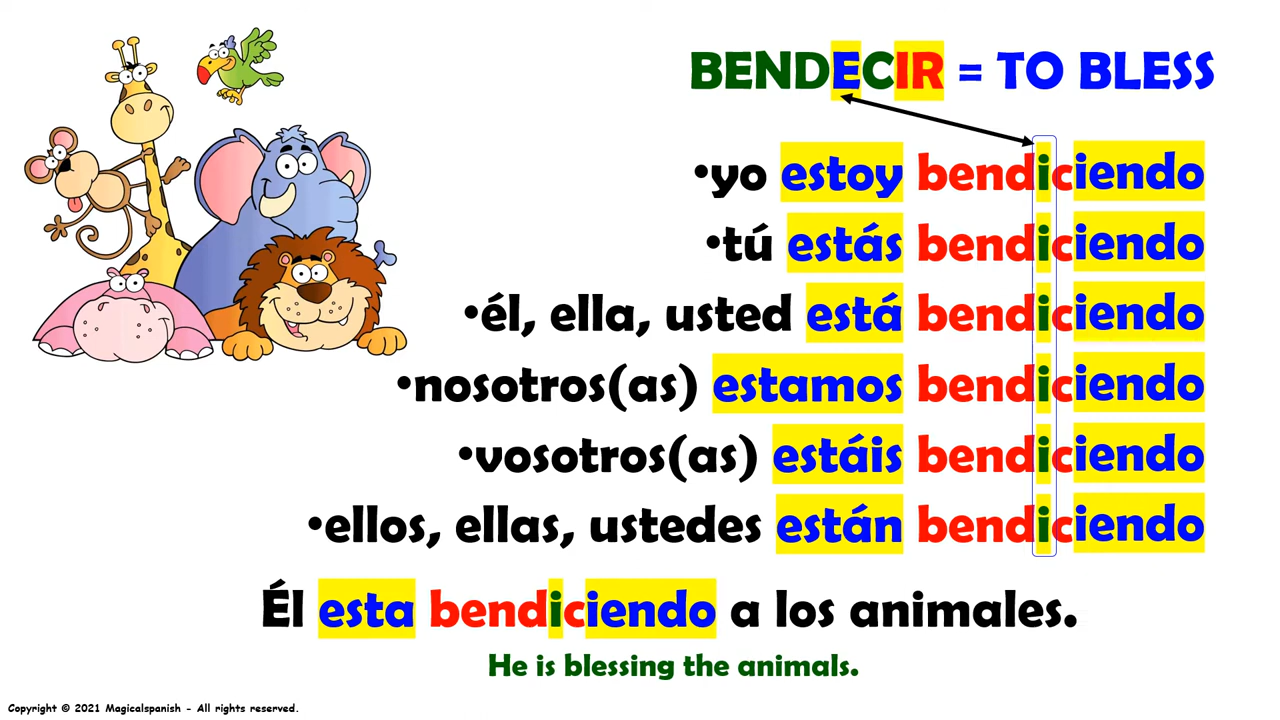 BENDECIR = TO BLESS
•yo estoy bendiciendo
•tú estás bendiciendo
•él, ella, usted está bendiciendo
•nosotros(as) estamos bendiciendo
•vosotros(as) estáis bendiciendo
•ellos, ellas, ustedes están bendiciendo
Él esta bendiciendo a los animales.
He is blessing the animals.
Copyright © 2021 Magicalspanish - All rights reserved.